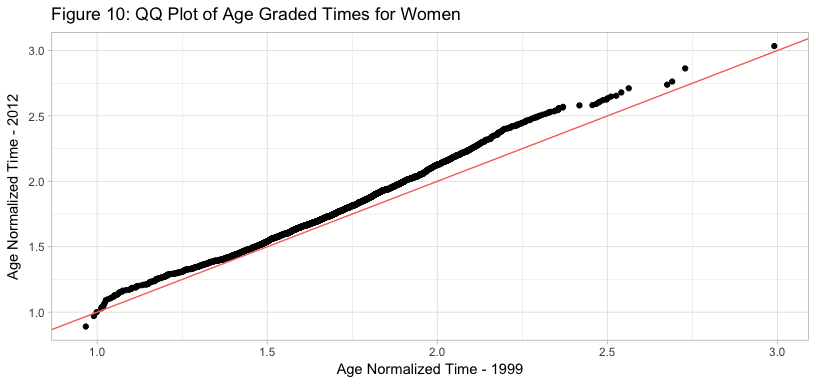 Figure 10: QQ Plot of Age Graded Times for Women
3.0
2.5
2.0
1.5
1.0
Age Normalized Time - 2012
1.0 1.5 2.0 2.5 3.0
Age Normalized Time - 1999